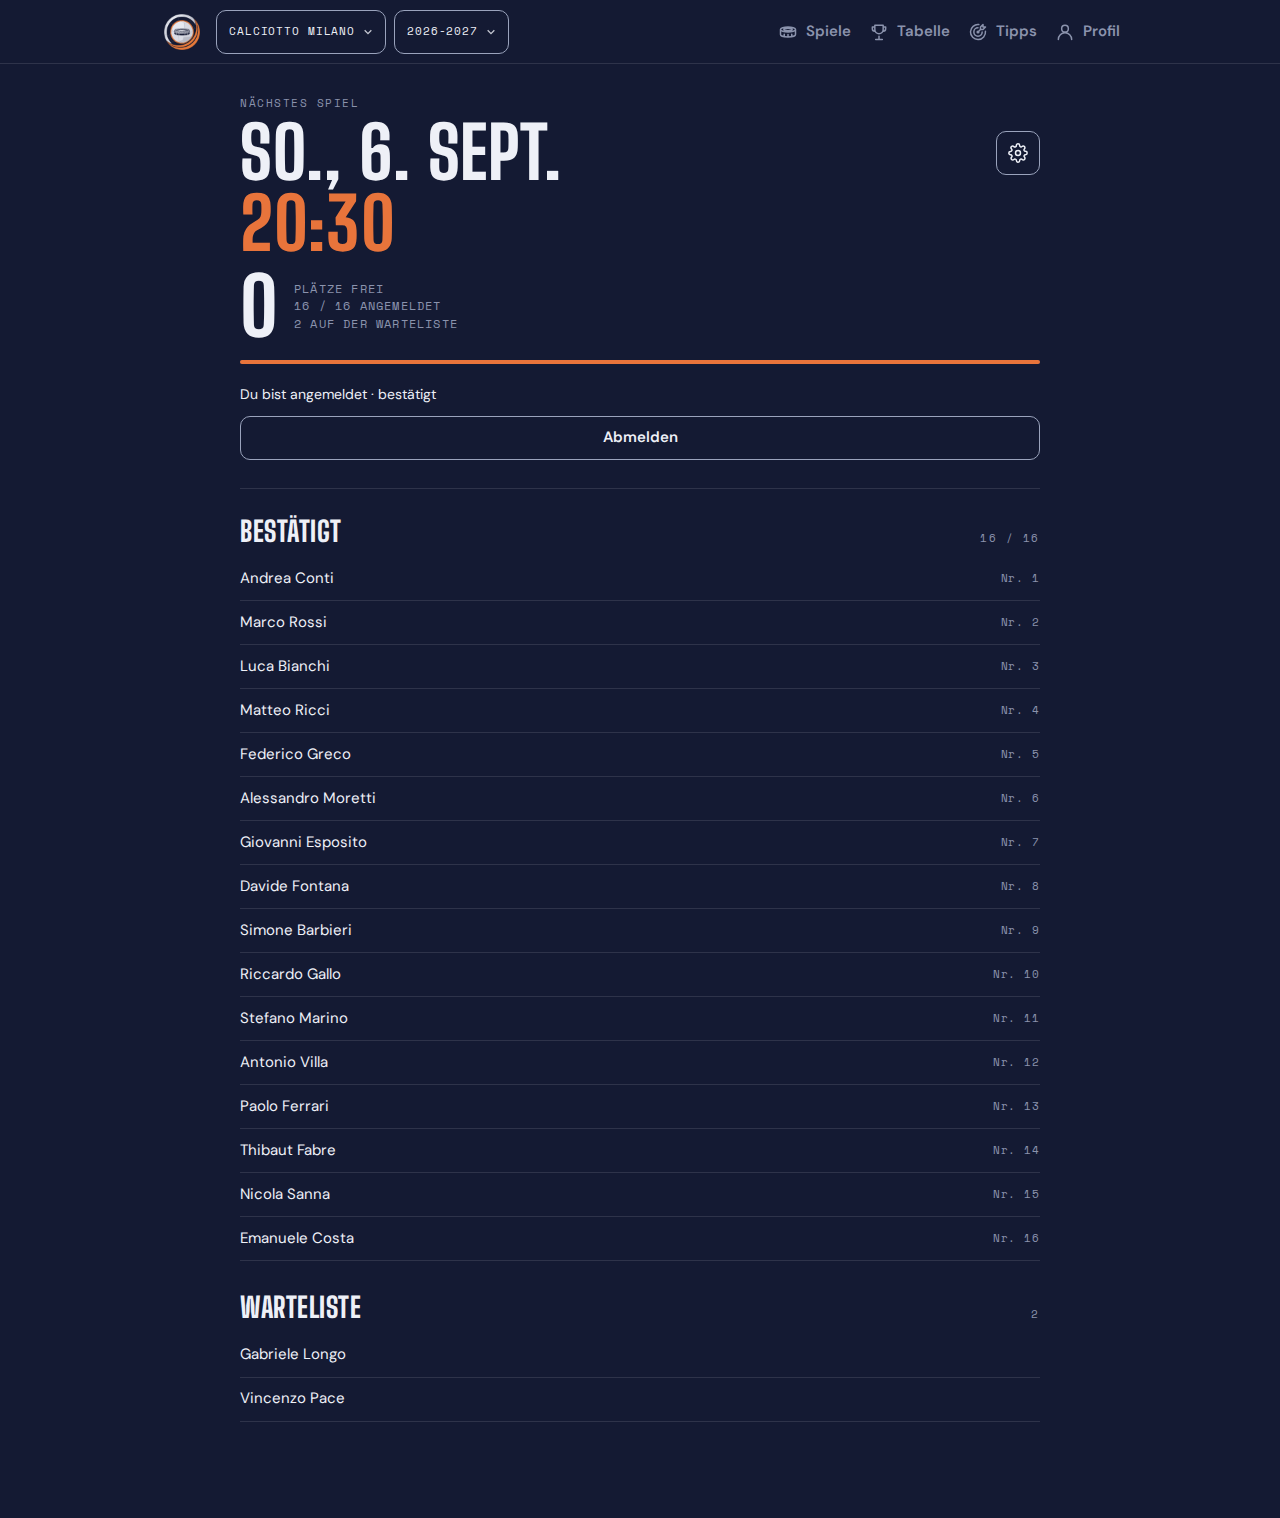 CALCIOTTO MILANO
2026-2027
Spiele
Tabelle
Tipps
Profil
NÄCHSTES SPIEL
SO., 6. SEPT.
20:30
0
PLÄTZE FREI
16 / 16 ANGEMELDET
2 AUF DER WARTELISTE
Du bist angemeldet · bestätigt
Abmelden
BESTÄTIGT 16 / 16
Andrea Conti Nr. 1
Marco Rossi Nr. 2
Luca Bianchi Nr. 3
Matteo Ricci Nr. 4
Federico Greco Nr. 5
Alessandro Moretti Nr. 6
Giovanni Esposito Nr. 7
Davide Fontana Nr. 8
Simone Barbieri Nr. 9
Riccardo Gallo Nr. 10
Stefano Marino Nr. 11
Antonio Villa Nr. 12
Paolo Ferrari Nr. 13
Thibaut Fabre Nr. 14
Nicola Sanna Nr. 15
Emanuele Costa Nr. 16
WARTELISTE 2
Gabriele Longo
Vincenzo Pace